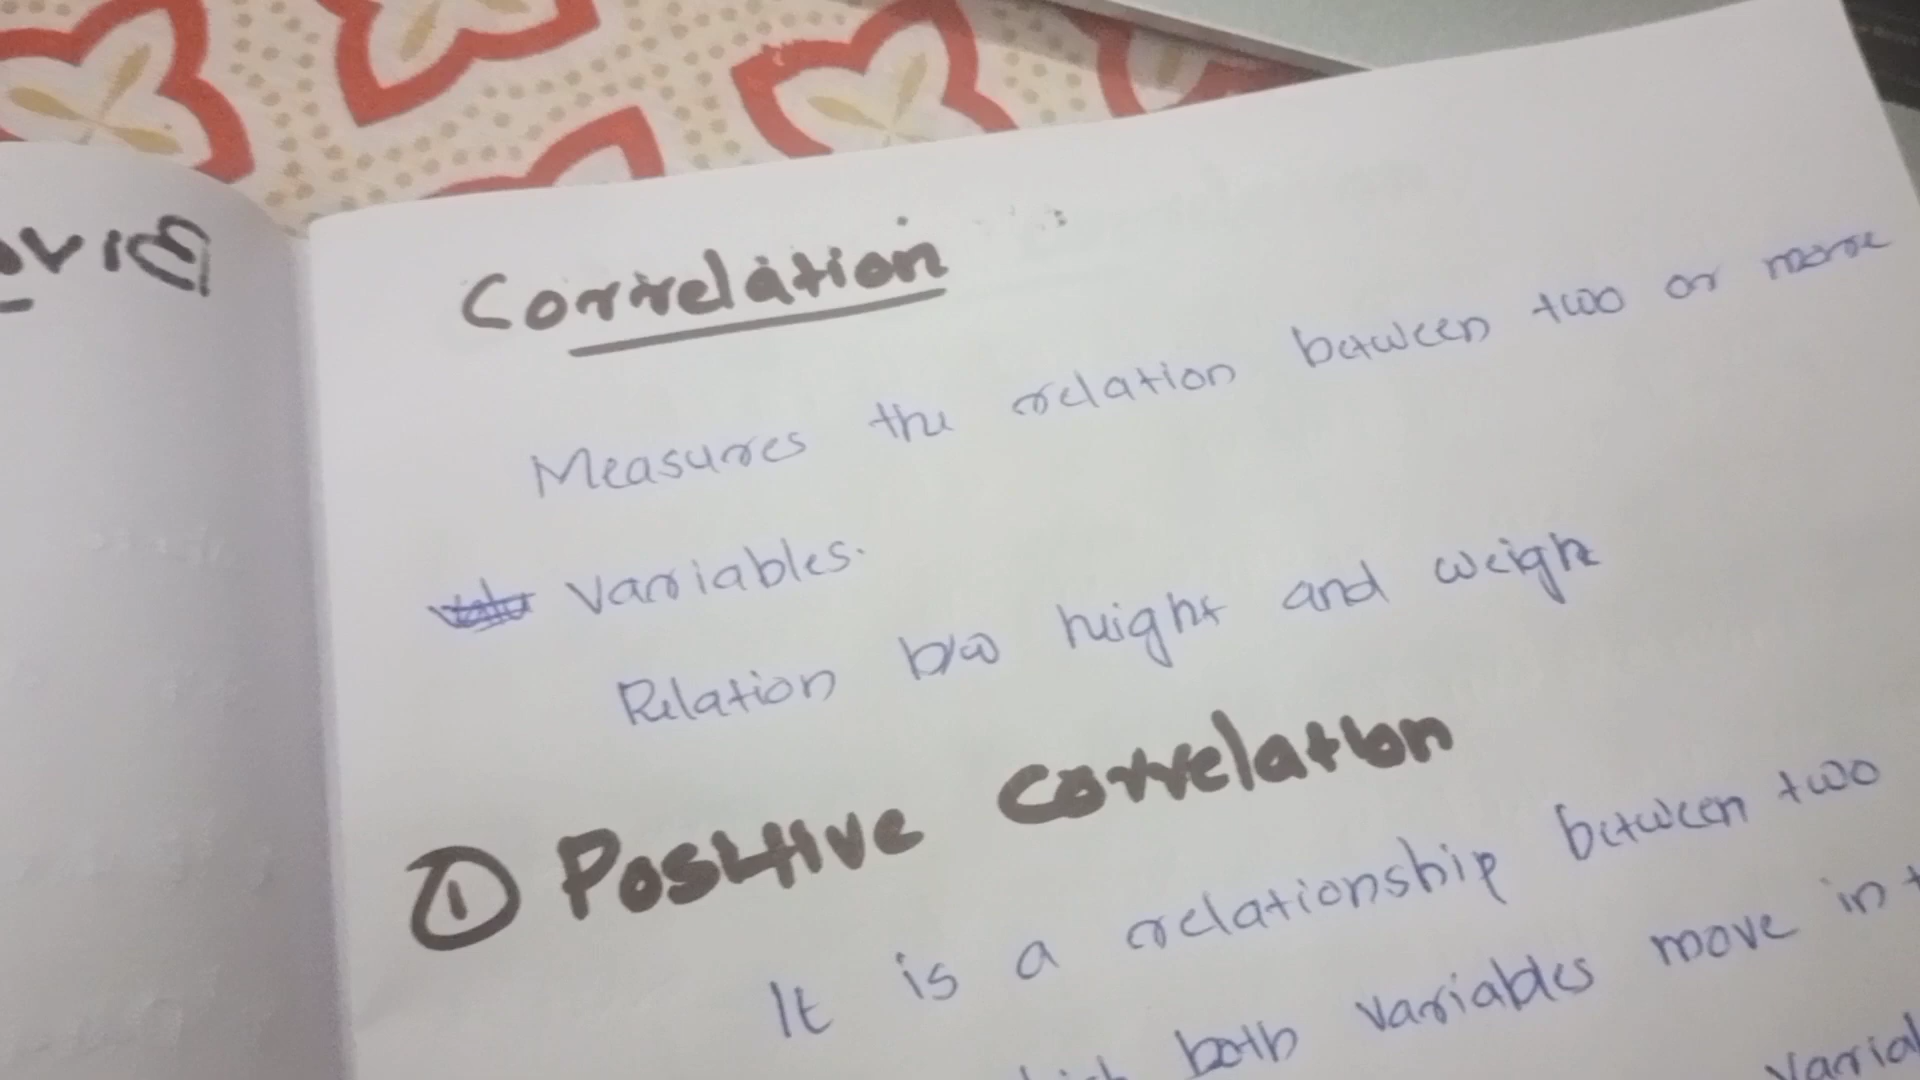 Correlation
Measures the relation between two or more
Variables.
Relation b/w height and weight
① Positive correlation
It is a relationship between two
both variables move in